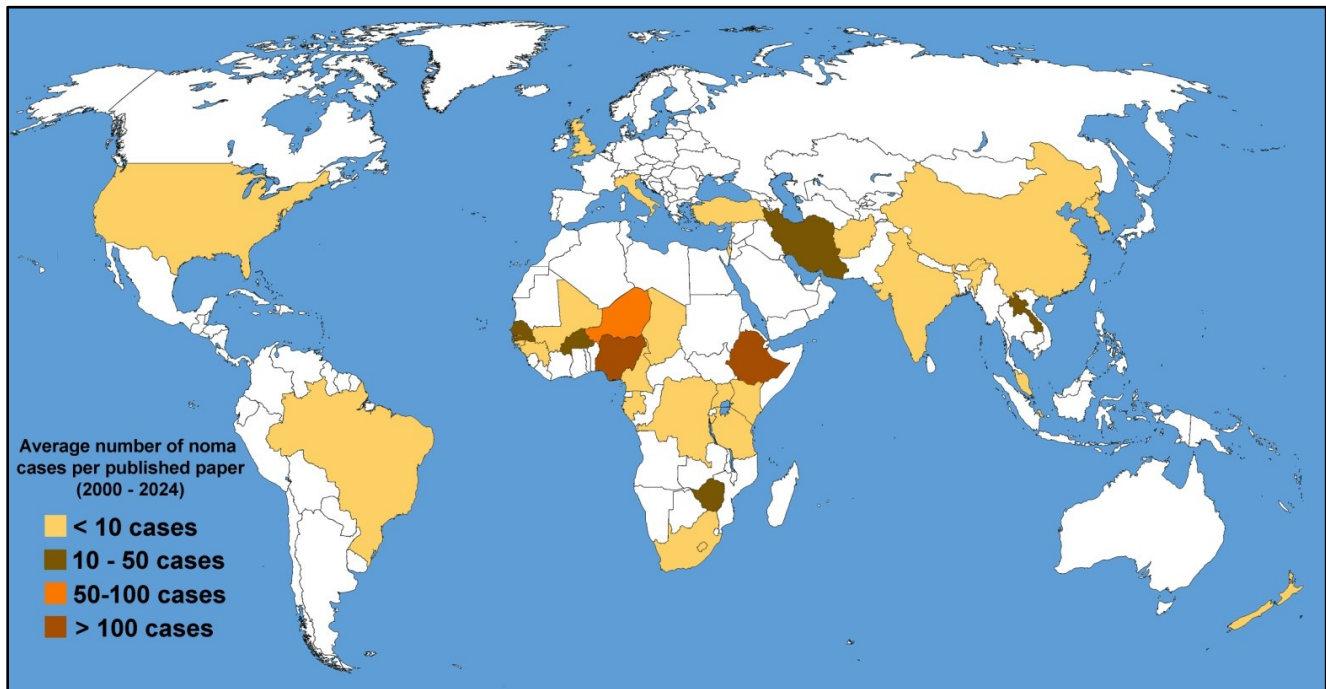 Average number of noma
cases per published paper
(2000 - 2024)
< 10 cases
10 - 50 cases
50-100 cases
> 100 cases